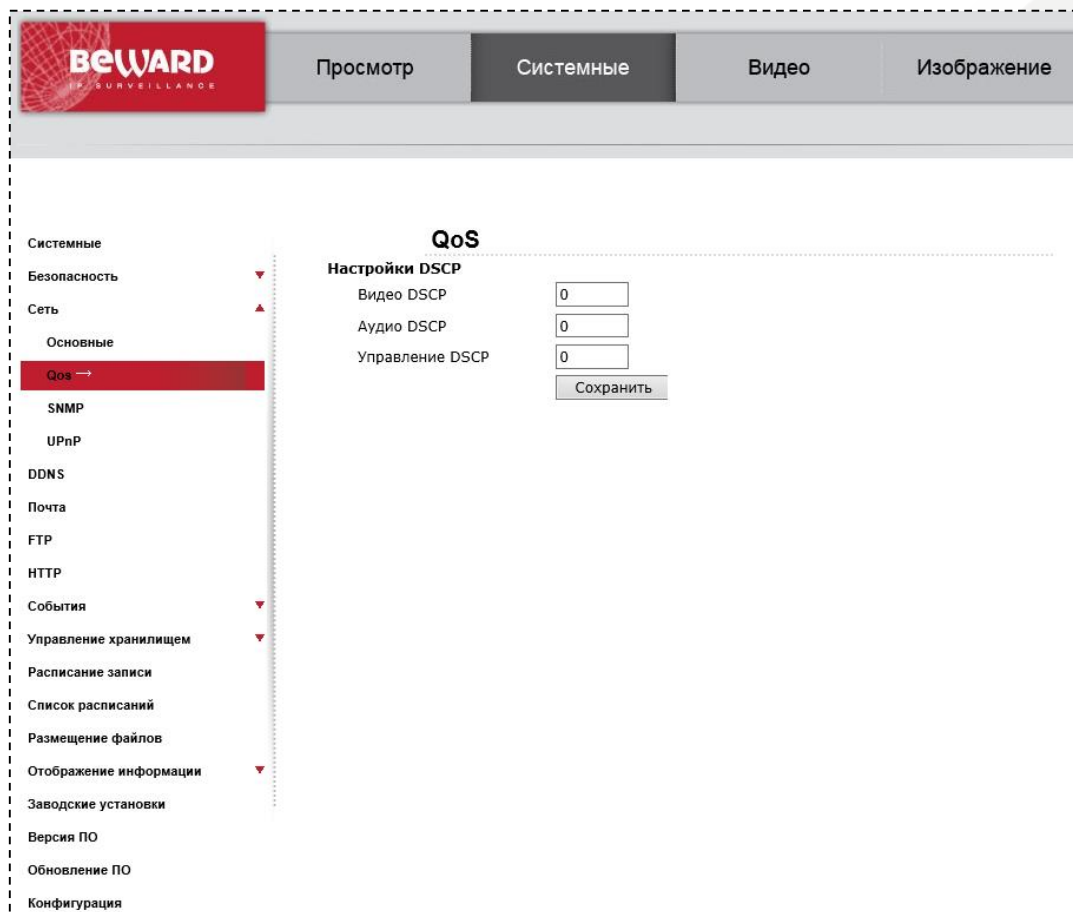 BEWARD
IP SURVEILLANCE
Просмотр
Системные
Видео
Изображение
Системные
Безопасность
Сеть
Основные
Qos →
SNMP
UPnP
DDNS
Почта
FTP
HTTP
События
Управление хранилищем
Расписание записи
Список расписаний
Размещение файлов
Отображение информации
Заводские установки
Версия ПО
Обновление ПО
Конфигурация
QoS
Настройки DSCP
Видео DSCP 0
Аудио DSCP 0
Управление DSCP 0
Сохранить